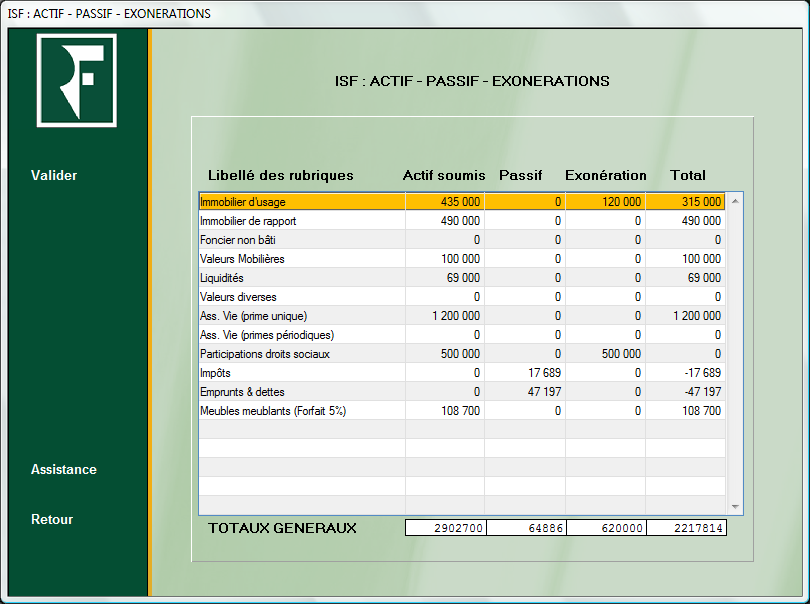 ISF : ACTIF - PASSIF - EXONERATIONS
ISF : ACTIF - PASSIF - EXONERATIONS
Valider
Libellé des rubriques Actif soumis Passif Exonération Total
Immobilier d'usage 435 000 0 120 000 315 000
Immobilier de rapport 490 000 0 0 490 000
Foncier non bâti 0 0 0 0
Valeurs Mobilières 100 000 0 0 100 000
Liquidités 69 000 0 0 69 000
Valeurs diverses 0 0 0 0
Ass. Vie (prime unique) 1 200 000 0 0 1 200 000
Ass. Vie (primes périodiques) 0 0 0 0
Participations droits sociaux 500 000 0 500 000 0
Impôts 0 17 689 0 -17 689
Emprunts & dettes 0 47 197 0 -47 197
Meubles meublants (Forfait 5%) 108 700 0 0 108 700
Assistance
Retour
TOTAUX GENERAUX 2902700 64886 620000 2217814